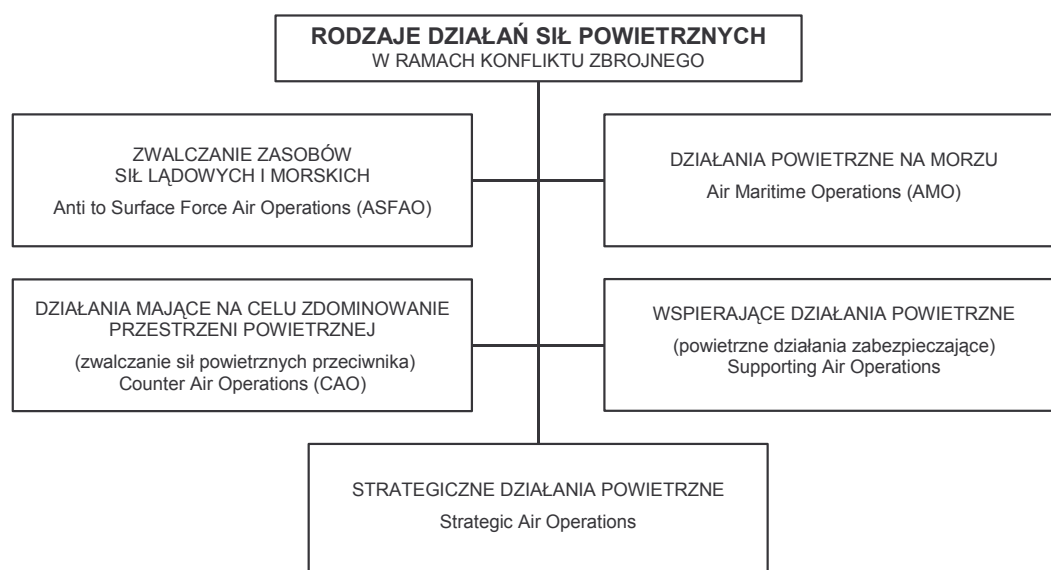 RODZAJE DZIAŁAŃ SIŁ POWIETRZNYCH
W RAMACH KONFLIKTU ZBROJNEGO
ZWALCZANIE ZASOBÓW
SIŁ LĄDOWYCH I MORSKICH
Anti to Surface Force Air Operations (ASFAO)
DZIAŁANIA POWIETRZNE NA MORZU
Air Maritime Operations (AMO)
DZIAŁANIA MAJĄCE NA CELU ZDOMINOWANIE
PRZESTRZENI POWIETRZNEJ
(zwalczanie sił powietrznych przeciwnika)
Counter Air Operations (CAO)
WSPIERAJĄCE DZIAŁANIA POWIETRZNE
(powietrzne działania zabezpieczające)
Supporting Air Operations
STRATEGICZNE DZIAŁANIA POWIETRZNE
Strategic Air Operations